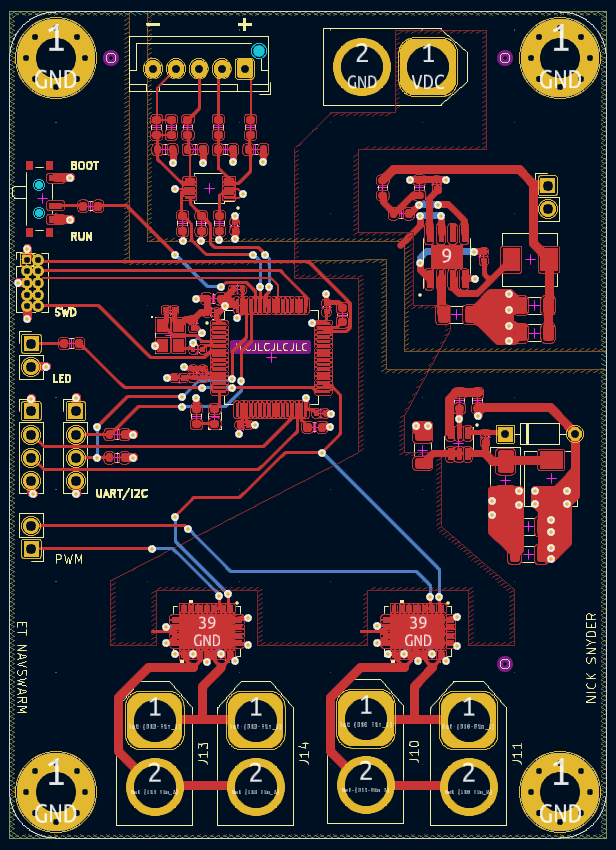 − +
1 GND
2 GND
1 VDC
1 GND
BOOT
RUN
9
SWD
JLCJLCJLC
LED
UART/I2C
PWM
39 GND
39 GND
ET NAVSWARM
NICK SNYDER
1
1
1
1
J13
J14
J10
J11
2
2
2
2
1 GND
1 GND